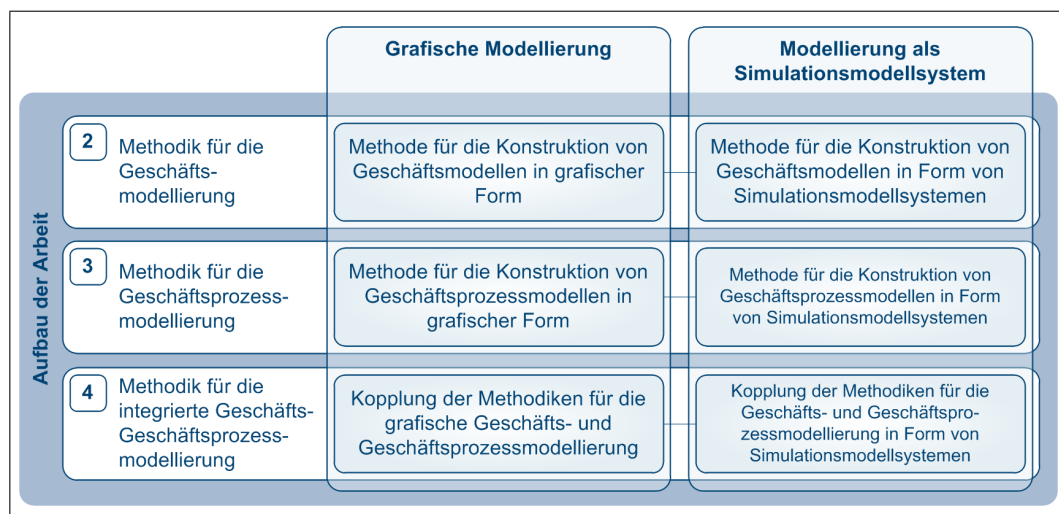 Grafische Modellierung
Modellierung als
Simulationsmodellsystem
Aufbau der Arbeit
2
Methodik für die
Geschäfts-
modellierung
Methode für die Konstruktion von
Geschäftsmodellen in grafischer
Form
Methode für die Konstruktion von
Geschäftsmodellen in Form von
Simulationsmodellsystemen
3
Methodik für die
Geschäftsprozess-
modellierung
Methode für die Konstruktion von
Geschäftsprozessmodellen in
grafischer Form
Methode für die Konstruktion von
Geschäftsprozessmodellen in Form
von Simulationsmodellsystemen
4
Methodik für die
integrierte Geschäfts-
Geschäftsprozess-
modellierung
Kopplung der Methodiken für die
grafische Geschäfts- und
Geschäftsprozessmodellierung
Kopplung der Methodiken für die
Geschäfts- und Geschäftspro-
zessmodellierung in Form von
Simulationsmodellsystemen